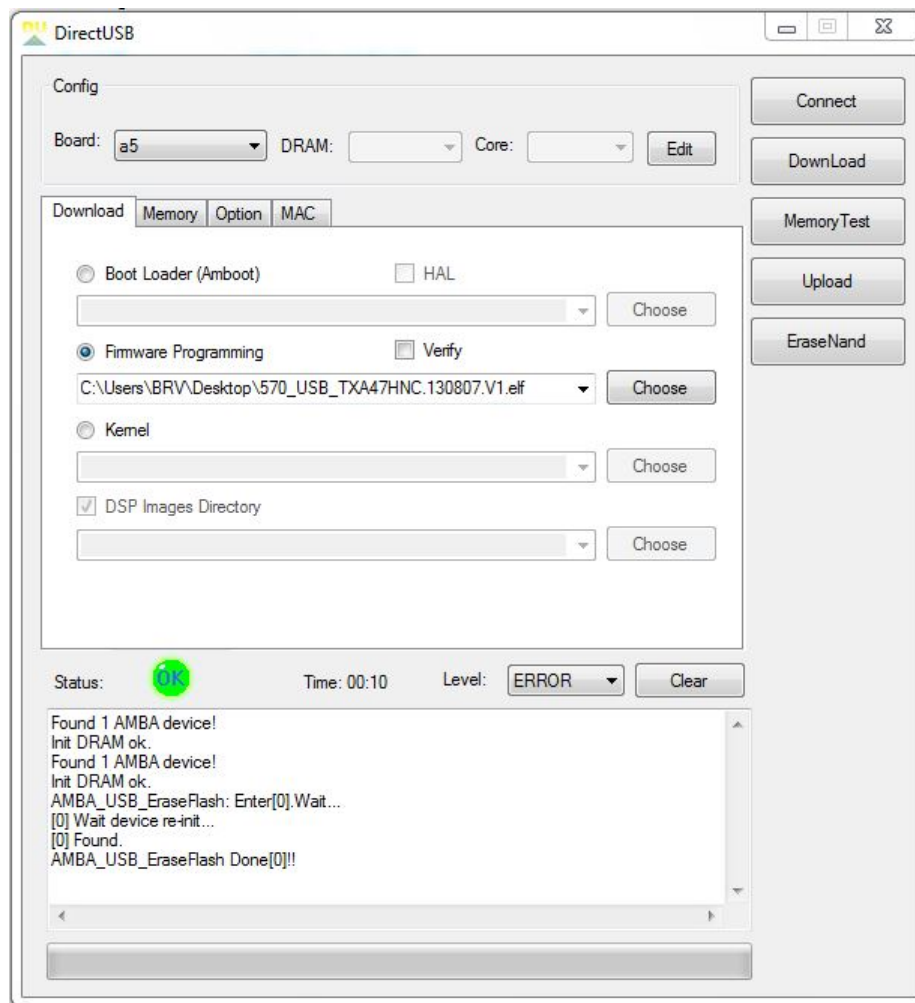 DirectUSB
Config
Board: a5 DRAM: Core: Edit
Connect
DownLoad
MemoryTest
Upload
EraseNand
Download Memory Option MAC
Boot Loader (Amboot) HAL
Choose
Firmware Programming Verify
C:\Users\BRV\Desktop\570_USB_TXA47HNC.130807.V1.elf Choose
Kernel
Choose
DSP Images Directory
Choose
Status: OK Time: 00:10 Level: ERROR Clear
Found 1 AMBA device!
Init DRAM ok.
Found 1 AMBA device!
Init DRAM ok.
AMBA_USB_EraseFlash: Enter[0].Wait...
[0] Wait device re-init...
[0] Found.
AMBA_USB_EraseFlash Done[0]!!